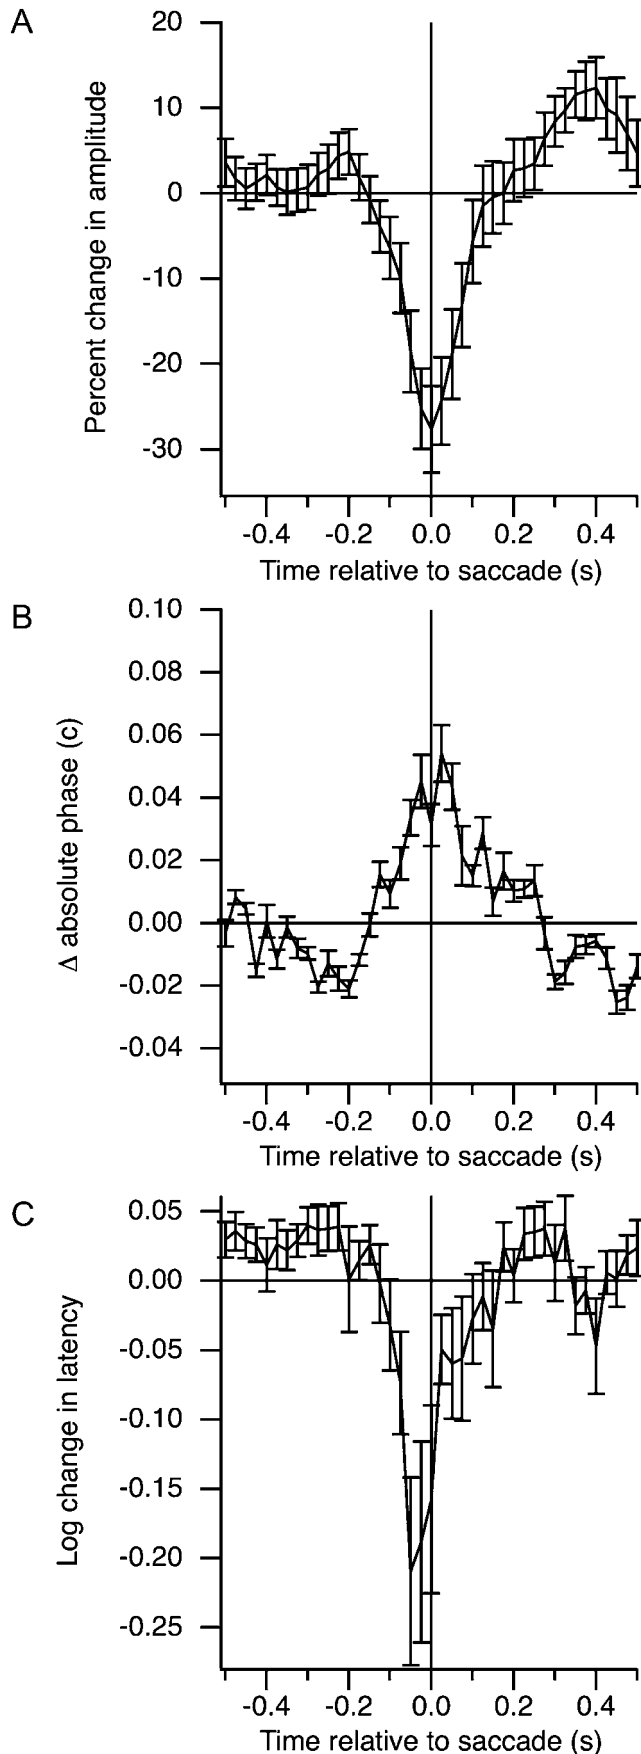 A
20
10
0
-10
-20
-30
Percent change in amplitude
-0.4 -0.2 0.0 0.2 0.4
Time relative to saccade (s)
B
0.10
0.08
0.06
0.04
0.02
0.00
-0.02
-0.04
Δ absolute phase (c)
-0.4 -0.2 0.0 0.2 0.4
Time relative to saccade (s)
C
0.05
0.00
-0.05
-0.10
-0.15
-0.20
-0.25
Log change in latency
-0.4 -0.2 0.0 0.2 0.4
Time relative to saccade (s)